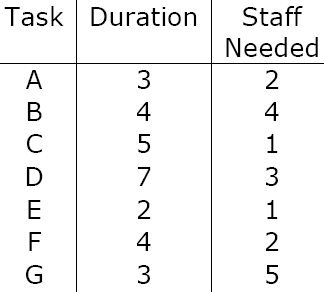 Task Duration Staff Needed
A 3 2
B 4 4
C 5 1
D 7 3
E 2 1
F 4 2
G 3 5